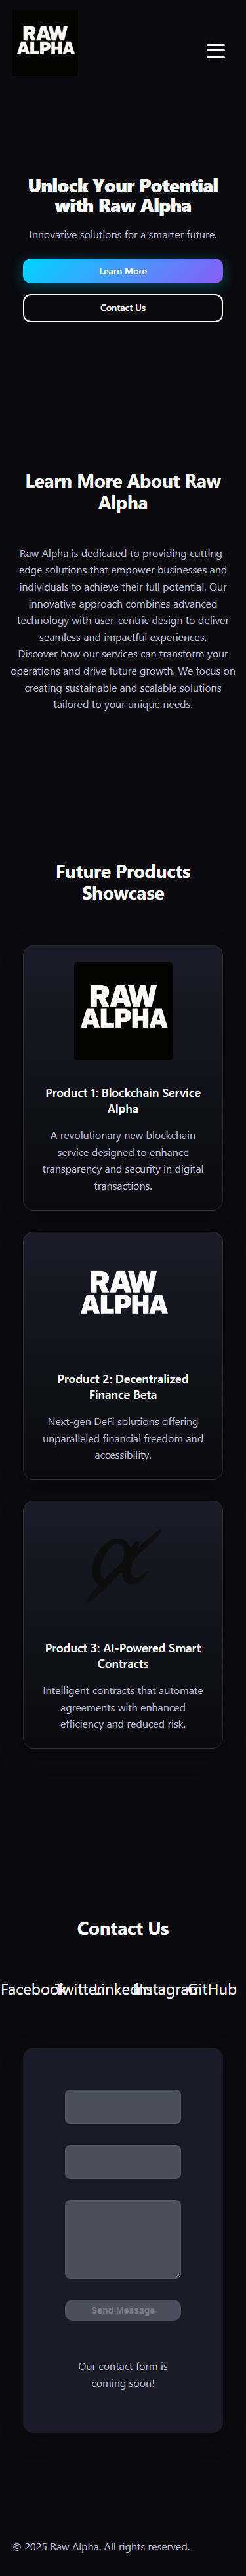 RAW
ALPHA
Unlock Your Potential
with Raw Alpha
Innovative solutions for a smarter future.
Learn More
Contact Us
Learn More About Raw
Alpha
Raw Alpha is dedicated to providing cutting-
edge solutions that empower businesses and
individuals to achieve their full potential. Our
innovative approach combines advanced
technology with user-centric design to deliver
seamless and impactful experiences.
Discover how our services can transform your
operations and drive future growth. We focus on
creating sustainable and scalable solutions
tailored to your unique needs.
Future Products
Showcase
RAW
ALPHA
Product 1: Blockchain Service
Alpha
A revolutionary new blockchain
service designed to enhance
transparency and security in digital
transactions.
RAW
ALPHA
Product 2: Decentralized
Finance Beta
Next-gen DeFi solutions offering
unparalleled financial freedom and
accessibility.
α
Product 3: AI-Powered Smart
Contracts
Intelligent contracts that automate
agreements with enhanced
efficiency and reduced risk.
Contact Us
Facebook Twitter LinkedIn Instagram GitHub
Send Message
Our contact form is
coming soon!
© 2025 Raw Alpha. All rights reserved.